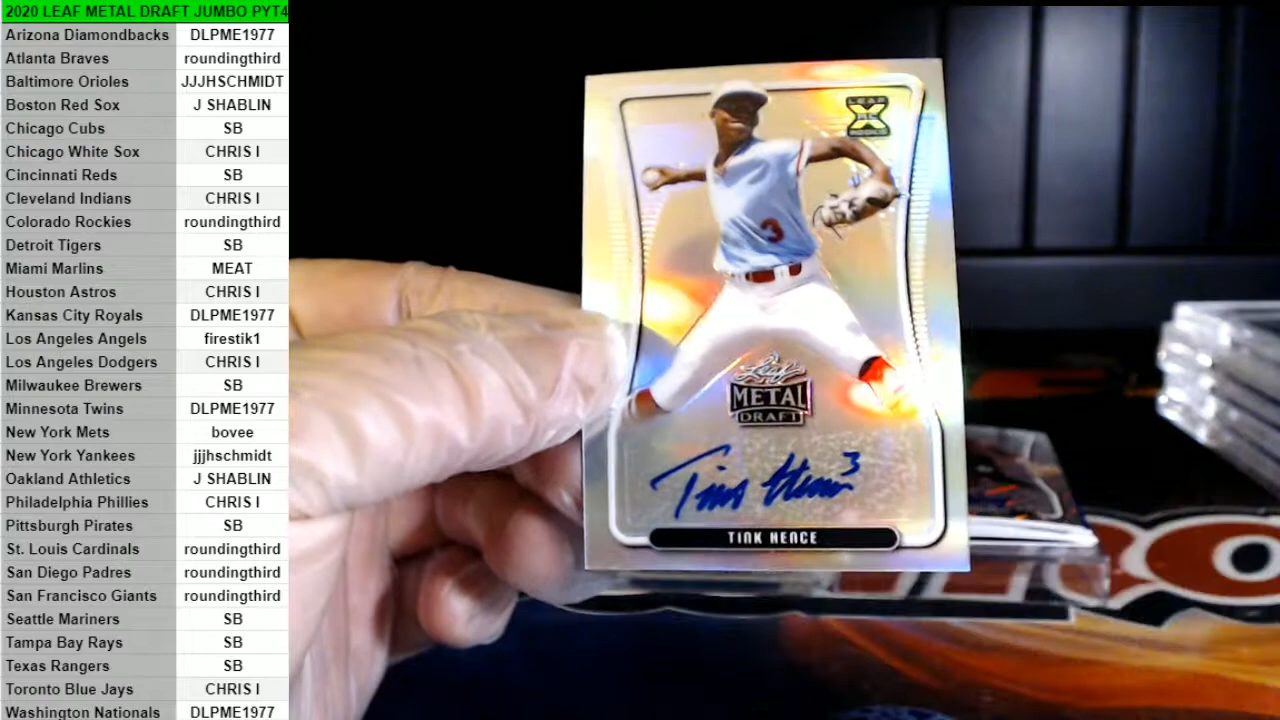 2020 LEAF METAL DRAFT JUMBO PYT4
Arizona Diamondbacks DLPME1977
Atlanta Braves roundingthird
Baltimore Orioles JJJHSCHMIDT
Boston Red Sox J SHABLIN
Chicago Cubs SB
Chicago White Sox CHRIS I
Cincinnati Reds SB
Cleveland Indians CHRIS I
Colorado Rockies roundingthird
Detroit Tigers SB
Miami Marlins MEAT
Houston Astros CHRIS I
Kansas City Royals DLPME1977
Los Angeles Angels firestik1
Los Angeles Dodgers CHRIS I
Milwaukee Brewers SB
Minnesota Twins DLPME1977
New York Mets bovee
New York Yankees jjjhschmidt
Oakland Athletics J SHABLIN
Philadelphia Phillies CHRIS I
Pittsburgh Pirates SB
St. Louis Cardinals roundingthird
San Diego Padres roundingthird
San Francisco Giants roundingthird
Seattle Mariners SB
Tampa Bay Rays SB
Texas Rangers SB
Toronto Blue Jays CHRIS I
Washington Nationals DLPME1977
LEAF
X
RC
ROOKIE
3
Leaf
METAL
DRAFT
Tink Hence 3
TINK HENCE